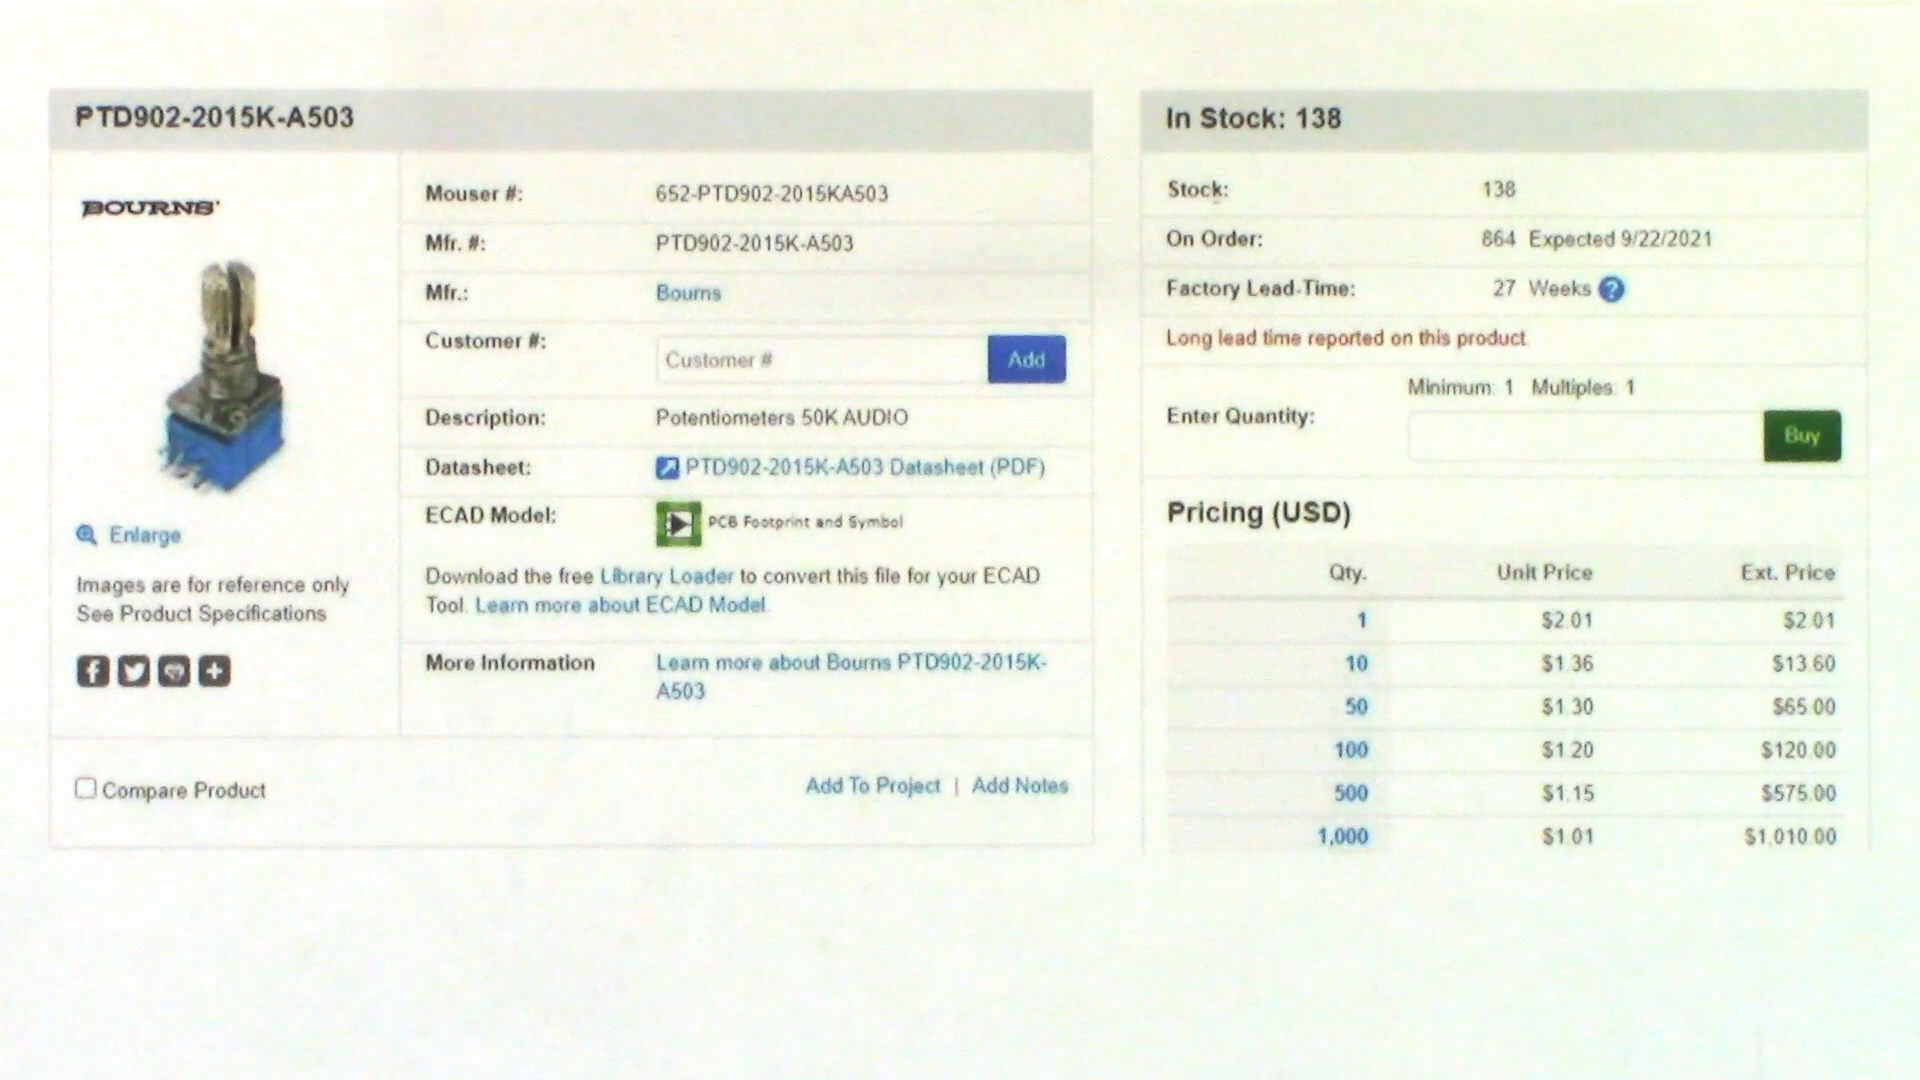 PTD902-2015K-A503
BOURNS
Enlarge
Images are for reference only
See Product Specifications
Mouser #: 652-PTD902-2015KA503
Mfr. #: PTD902-2015K-A503
Mfr.: Bourns
Customer #: Customer # Add
Description: Potentiometers 50K AUDIO
Datasheet: PTD902-2015K-A503 Datasheet (PDF)
ECAD Model: PCB Footprint and Symbol
Download the free Library Loader to convert this file for your ECAD
Tool. Learn more about ECAD Model.
More Information Learn more about Bourns PTD902-2015K-
A503
Compare Product Add To Project | Add Notes
In Stock: 138
Stock: 138
On Order: 864 Expected 9/22/2021
Factory Lead-Time: 27 Weeks ?
Long lead time reported on this product.
Minimum: 1 Multiples: 1
Enter Quantity: Buy
Pricing (USD)
Qty. Unit Price Ext. Price
1 $2.01 $2.01
10 $1.36 $13.60
50 $1.30 $65.00
100 $1.20 $120.00
500 $1.15 $575.00
1,000 $1.01 $1,010.00